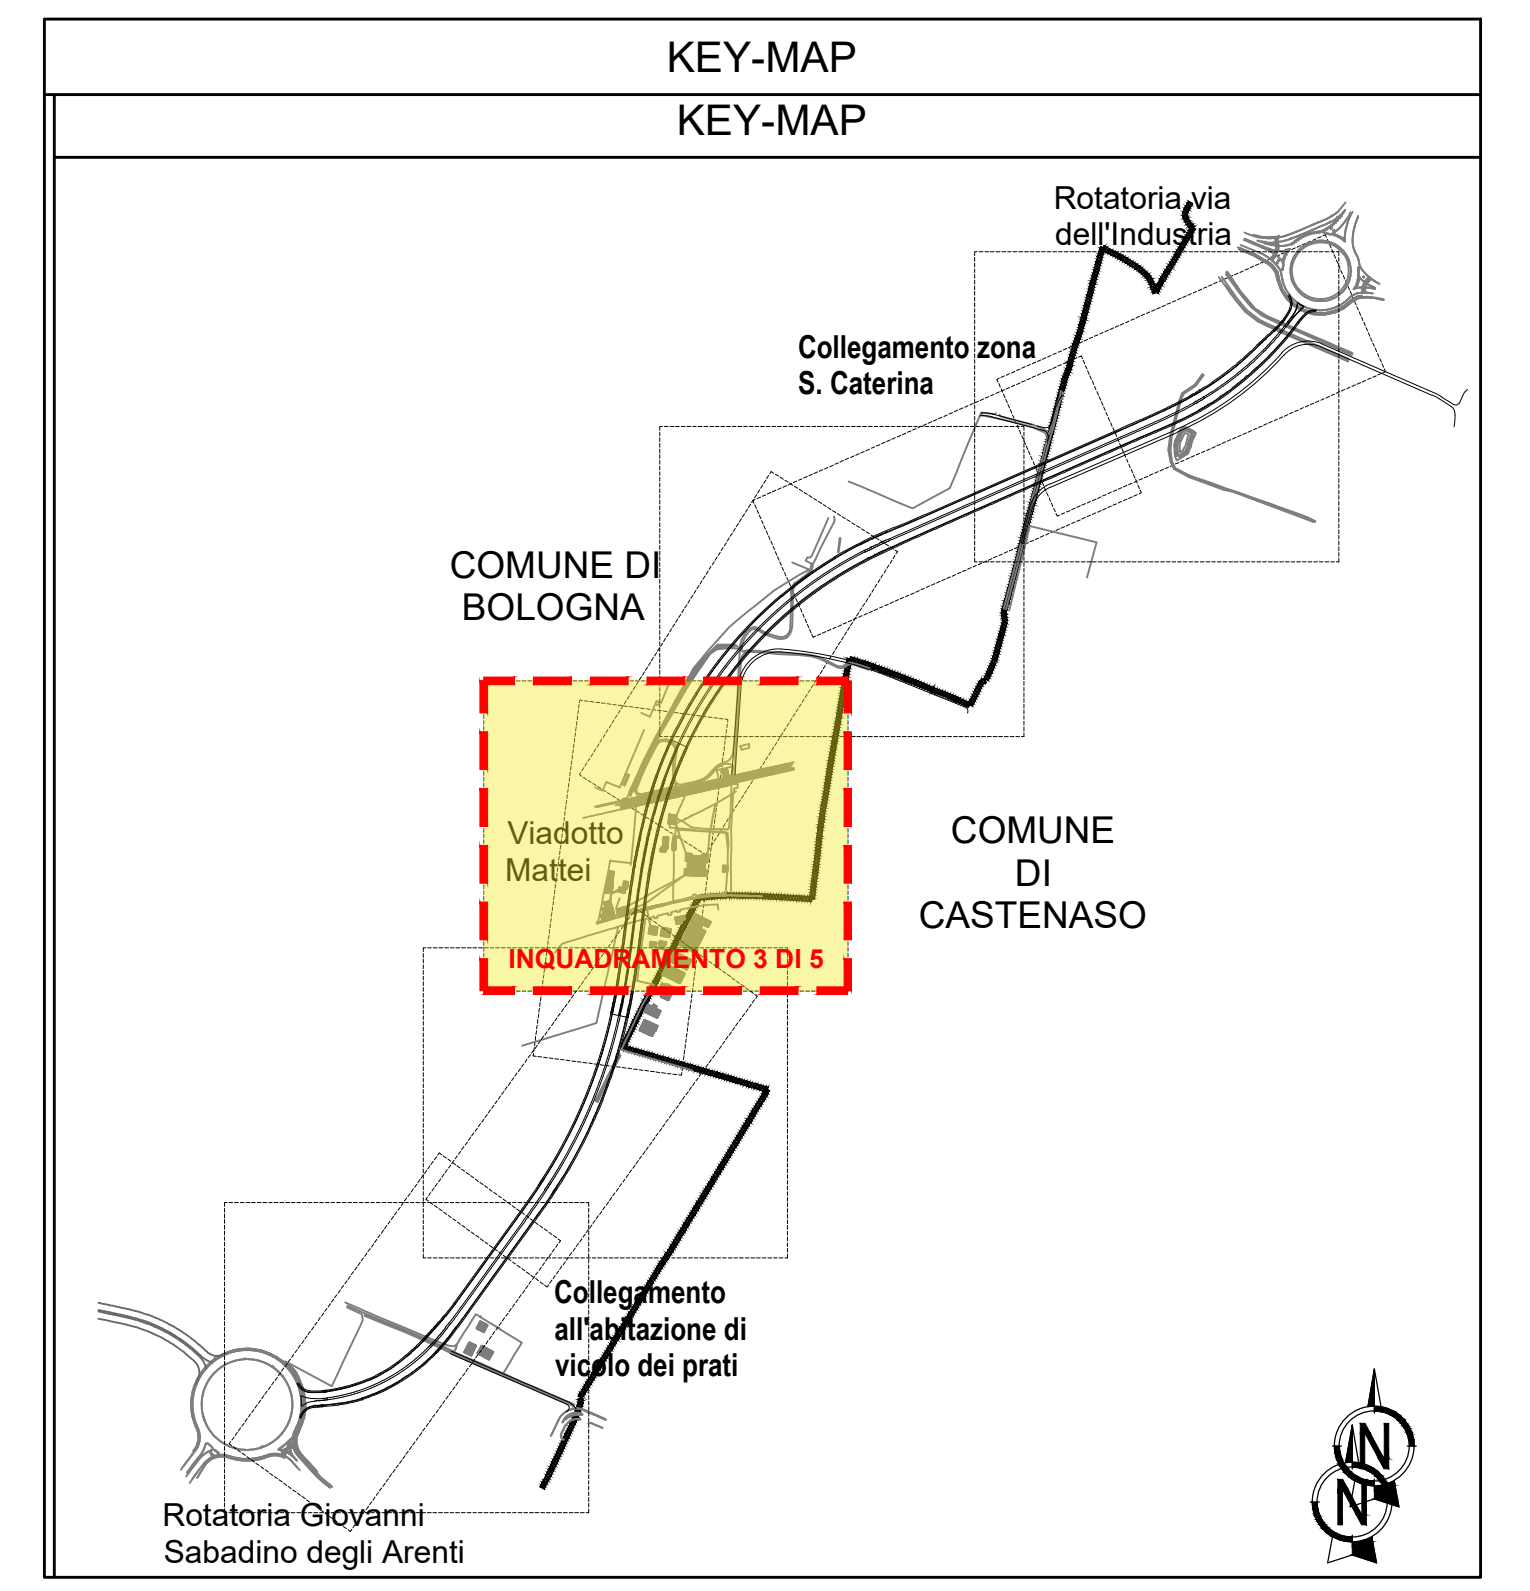 KEY-MAP
KEY-MAP
Rotatoria via
dell'Industria
Collegamento zona
S. Caterina
COMUNE DI
BOLOGNA
Viadotto
Mattei
COMUNE
DI
CASTENASO
INQUADRAMENTO 3 DI 5
Collegamento
all'abitazione di
vicolo dei prati
Rotatoria Giovanni
Sabadino degli Arenti
N
N